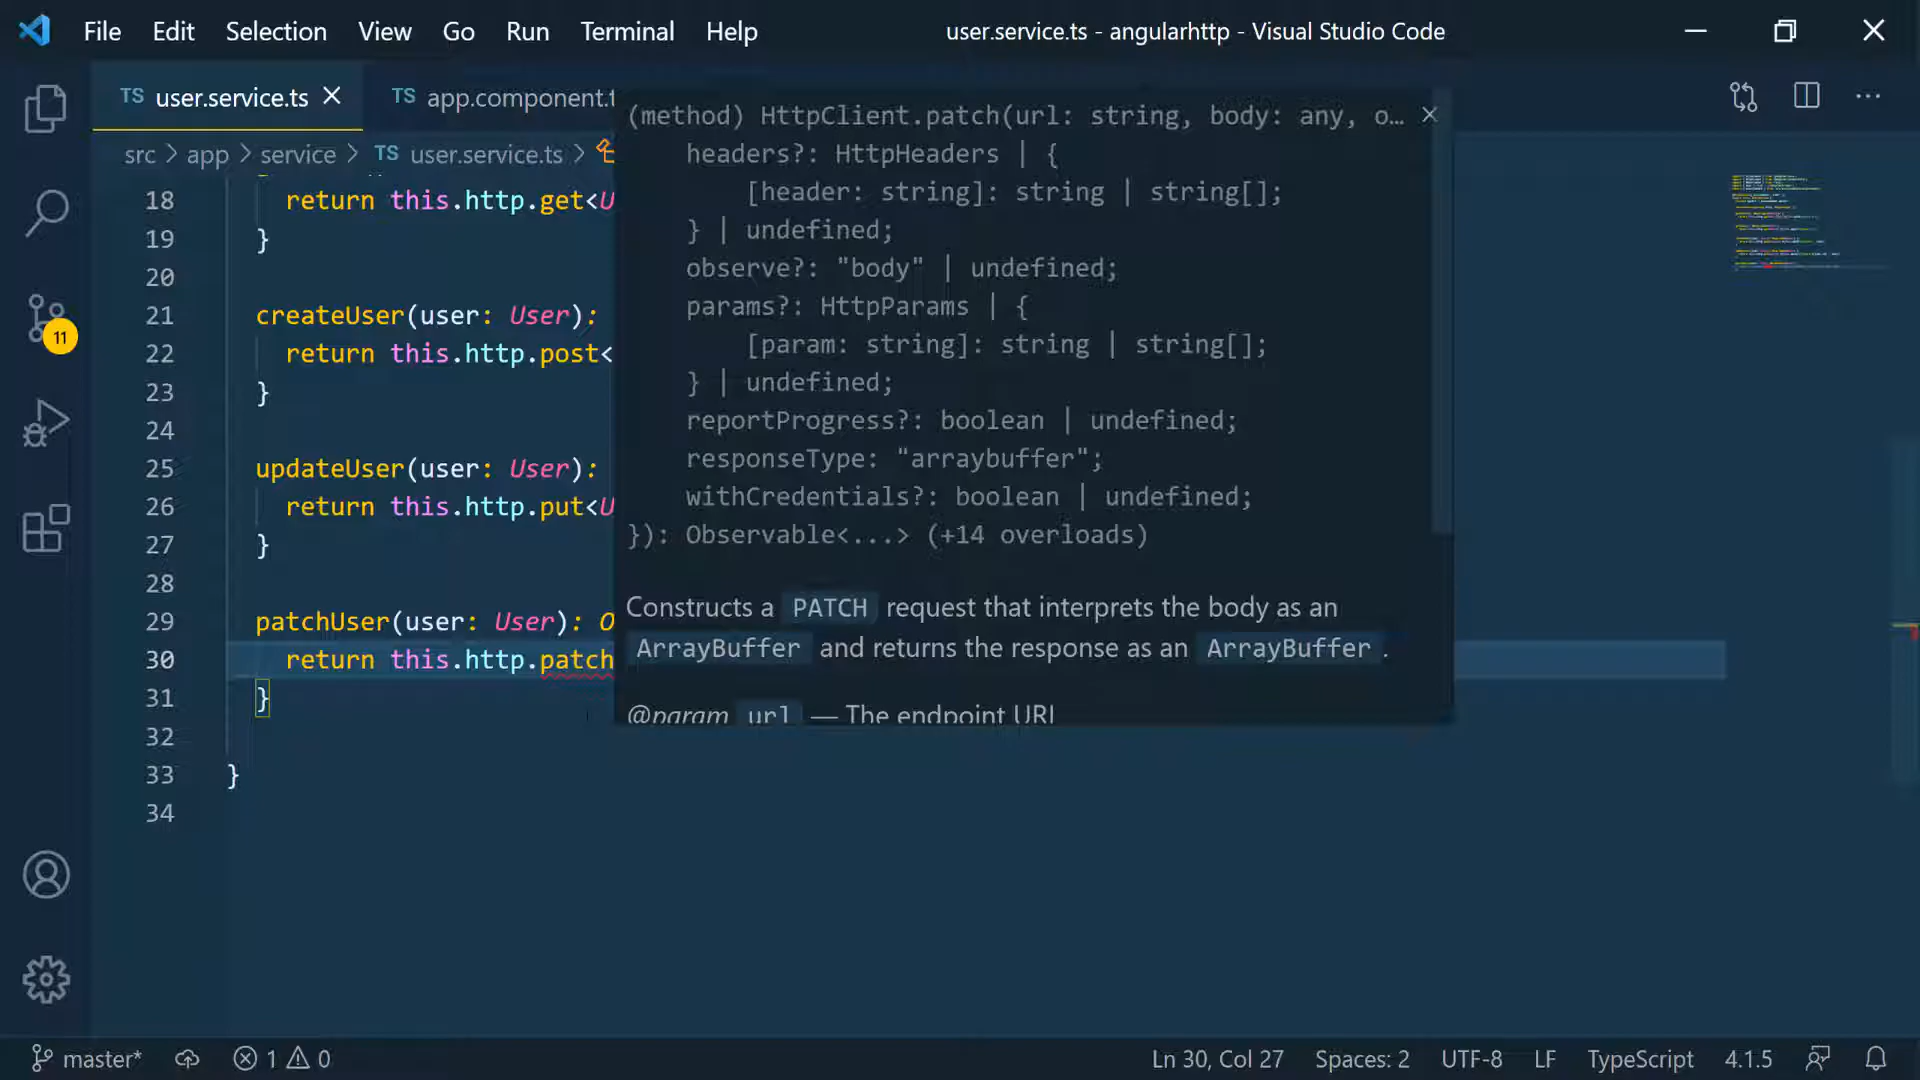 File Edit Selection View Go Run Terminal Help
user.service.ts - angularhttp - Visual Studio Code
TS user.service.ts
TS app.component.t
src > app > service > TS user.service.ts >
18 return this.http.get<U
19 }
20
21 createUser(user: User):
22 return this.http.post<
23 }
24
25 updateUser(user: User):
26 return this.http.put<U
27 }
28
29 patchUser(user: User): O
30 return this.http.patch
31 }
32
33 }
34
(method) HttpClient.patch(url: string, body: any, o…
headers?: HttpHeaders | {
[header: string]: string | string[];
} | undefined;
observe?: "body" | undefined;
params?: HttpParams | {
[param: string]: string | string[];
} | undefined;
reportProgress?: boolean | undefined;
responseType: "arraybuffer";
withCredentials?: boolean | undefined;
}): Observable<...> (+14 overloads)
Constructs a PATCH request that interprets the body as an
ArrayBuffer and returns the response as an ArrayBuffer .
@param url — The endpoint URL
11
master* 1 0
Ln 30, Col 27 Spaces: 2 UTF-8 LF TypeScript 4.1.5